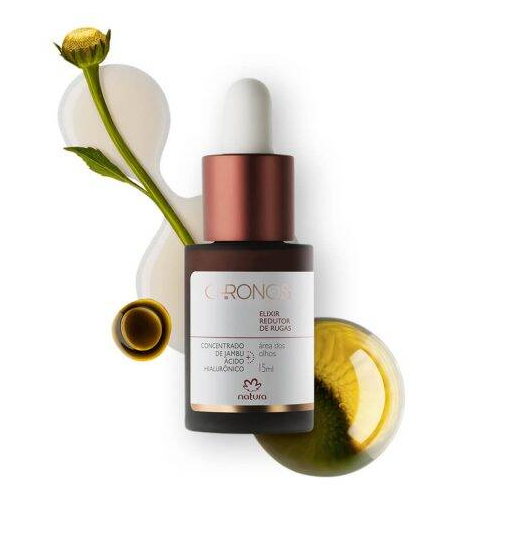 CHRONOS
ELIXIR
REDUTOR
DE RUGAS
CONCENTRADO
DE JAMBU
ÁCIDO
HIALURÔNICO
área dos
olhos
15ml
natura